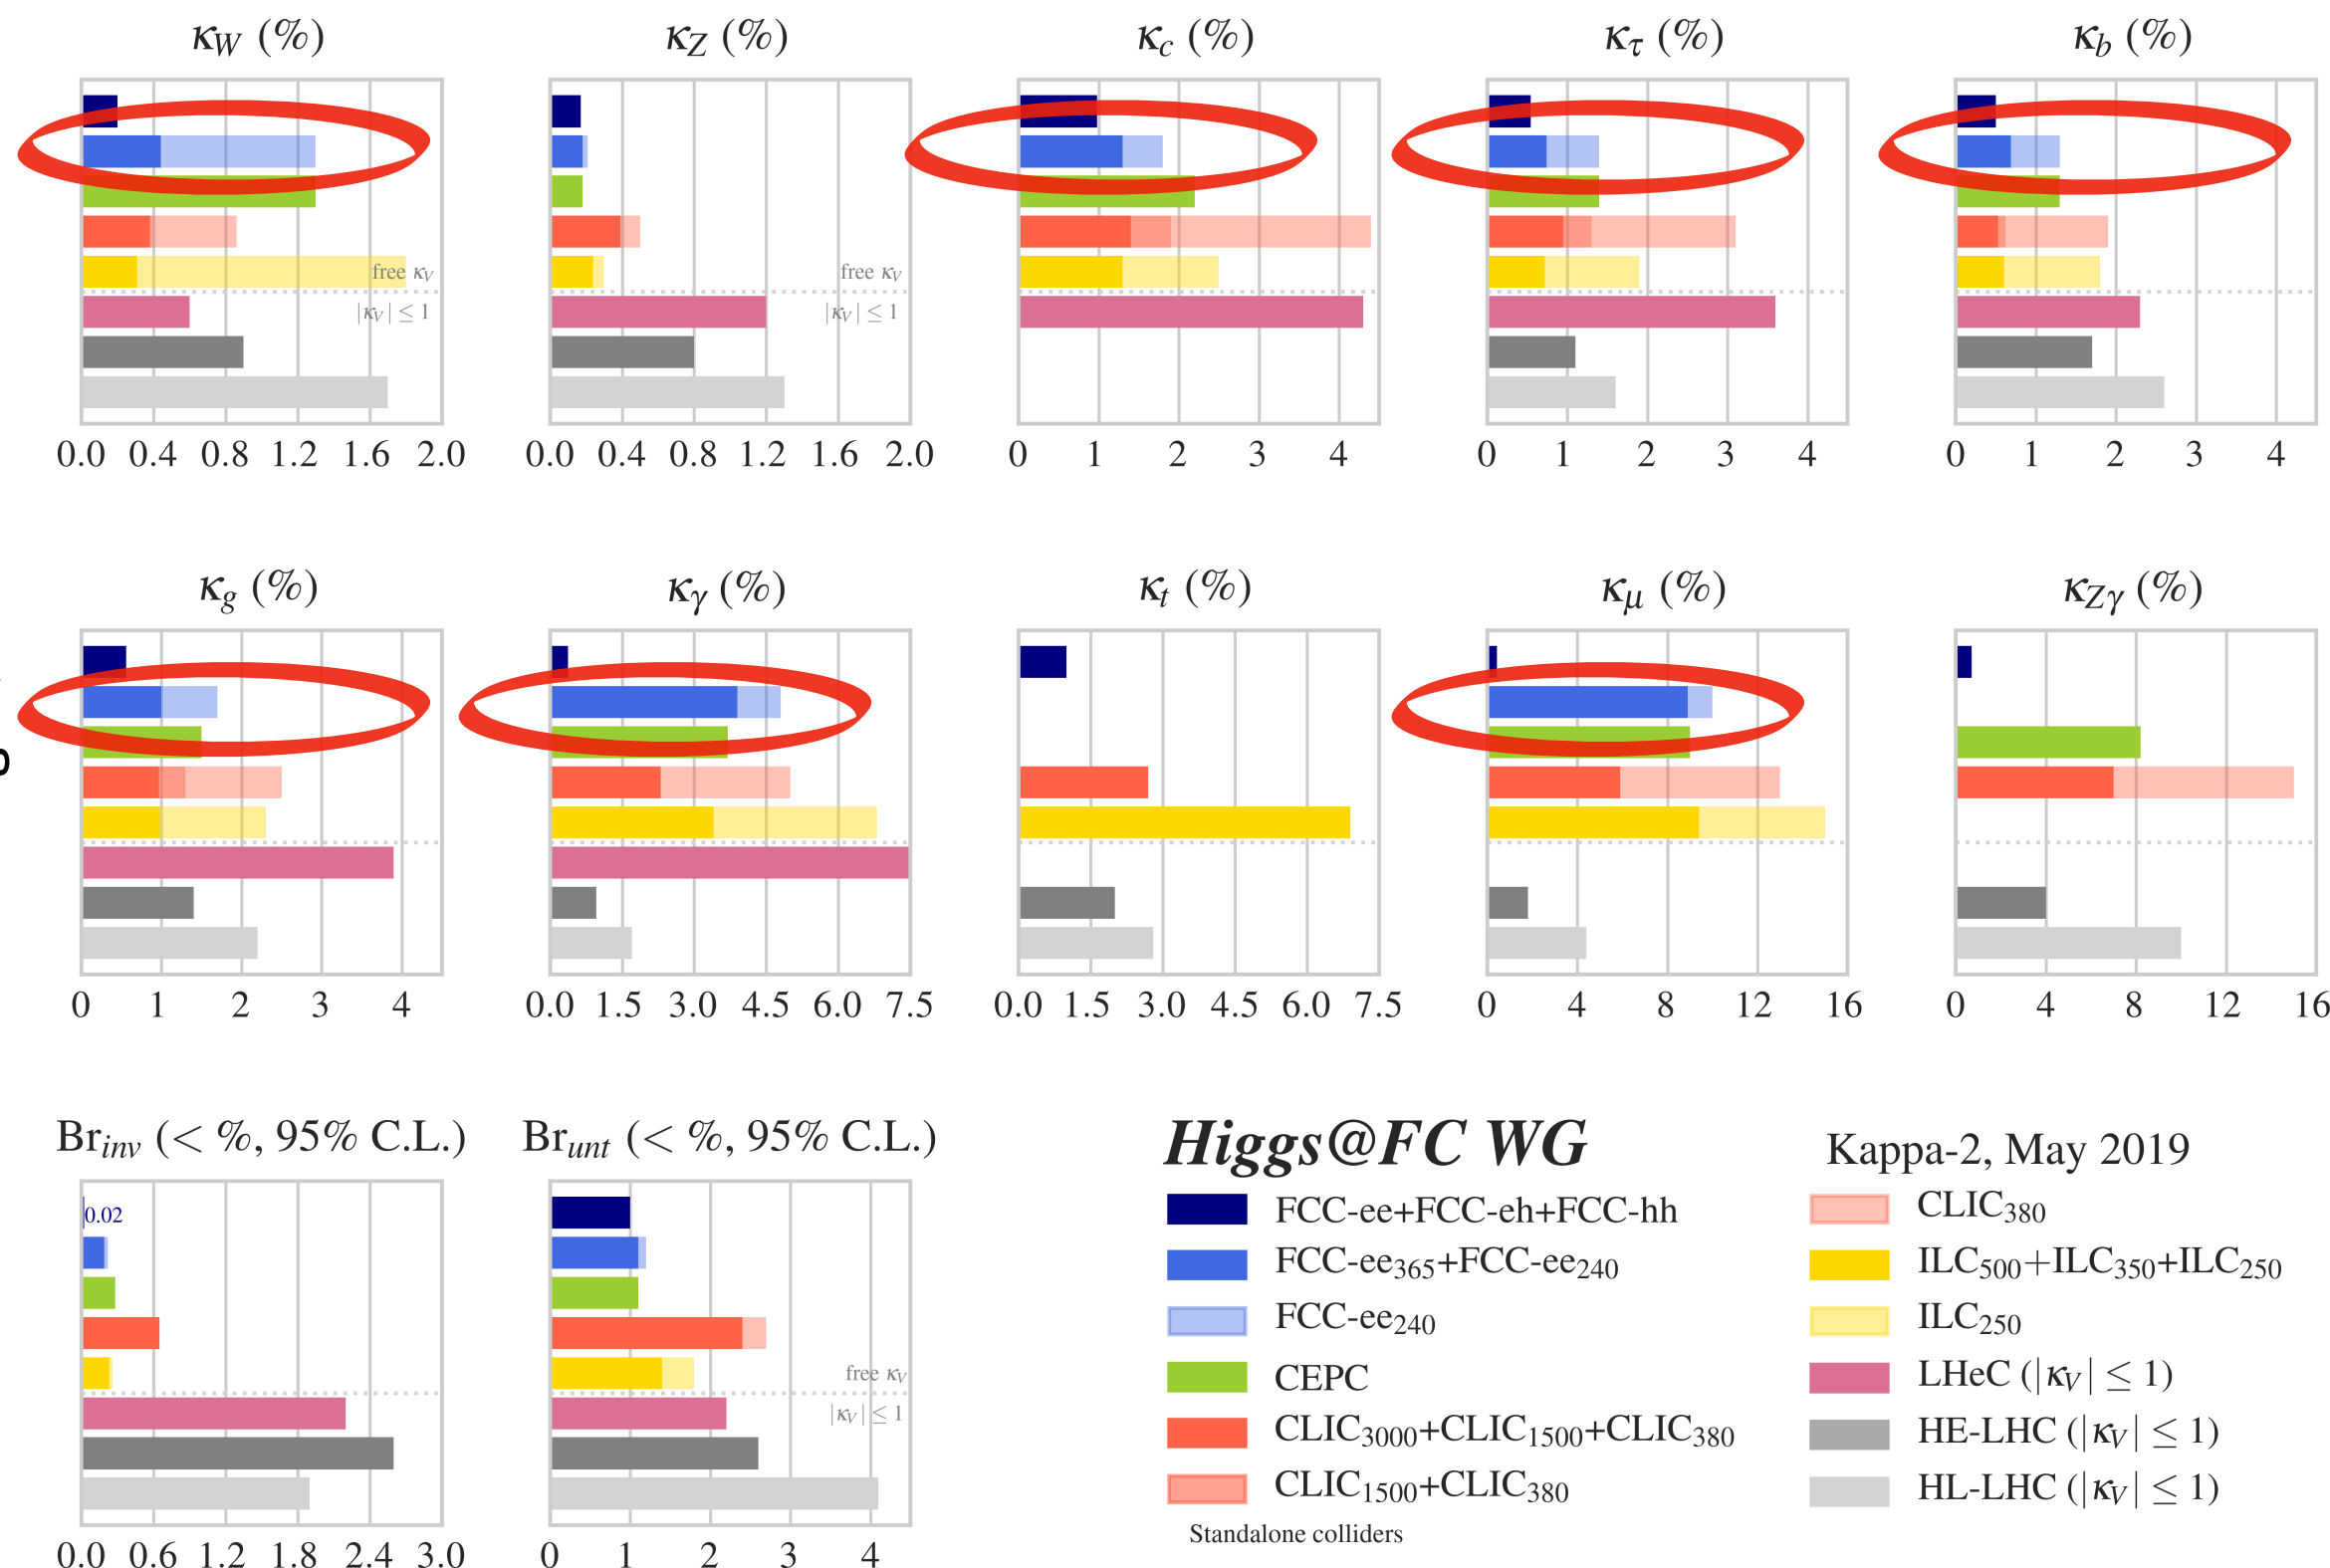 κW (%) κZ (%) κc (%) κτ (%) κb (%)
free κV free κV
|κV| ≤ 1 |κV| ≤ 1
0.0 0.4 0.8 1.2 1.6 2.0 0.0 0.4 0.8 1.2 1.6 2.0 0 1 2 3 4 0 1 2 3 4 0 1 2 3 4
κg (%) κγ (%) κt (%) κμ (%) κZγ (%)
0 1 2 3 4 0.0 1.5 3.0 4.5 6.0 7.5 0.0 1.5 3.0 4.5 6.0 7.5 0 4 8 12 16 0 4 8 12 16
Brinv (< %, 95% C.L.) Brunt (< %, 95% C.L.)
0.02
free κV
|κV| ≤ 1
0.0 0.6 1.2 1.8 2.4 3.0 0 1 2 3 4
Higgs@FC WG
Kappa-2, May 2019
FCC-ee+FCC-eh+FCC-hh
FCC-ee365+FCC-ee240
FCC-ee240
CEPC
CLIC3000+CLIC1500+CLIC380
CLIC1500+CLIC380
CLIC380
ILC500+ILC350+ILC250
ILC250
LHeC (|κV| ≤ 1)
HE-LHC (|κV| ≤ 1)
HL-LHC (|κV| ≤ 1)
Standalone colliders